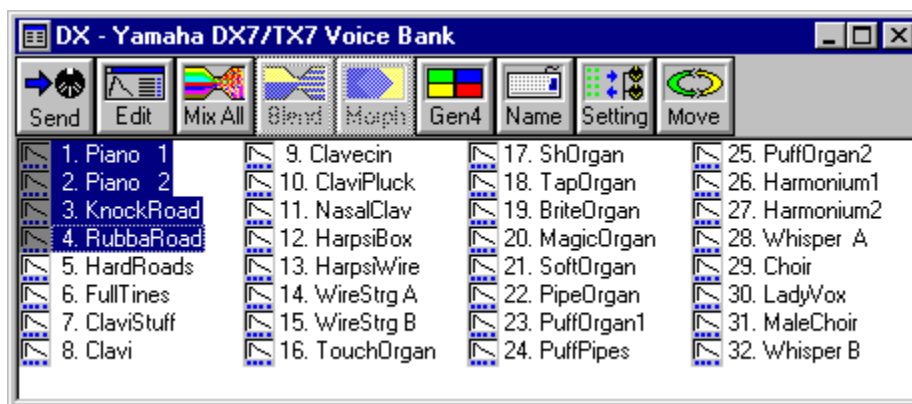 DX - Yamaha DX7/TX7 Voice Bank
Send Edit Mix All Blend Morph Gen4 Name Setting Move
1. Piano 1
2. Piano 2
3. KnockRoad
4. RubbaRoad
5. HardRoads
6. FullTines
7. ClaviStuff
8. Clavi
9. Clavecin
10. ClaviPluck
11. NasalClav
12. HarpsiBox
13. HarpsiWire
14. WireStrg A
15. WireStrg B
16. TouchOrgan
17. ShOrgan
18. TapOrgan
19. BriteOrgan
20. MagicOrgan
21. SoftOrgan
22. PipeOrgan
23. PuffOrgan1
24. PuffPipes
25. PuffOrgan2
26. Harmonium1
27. Harmonium2
28. Whisper A
29. Choir
30. LadyVox
31. MaleChoir
32. Whisper B